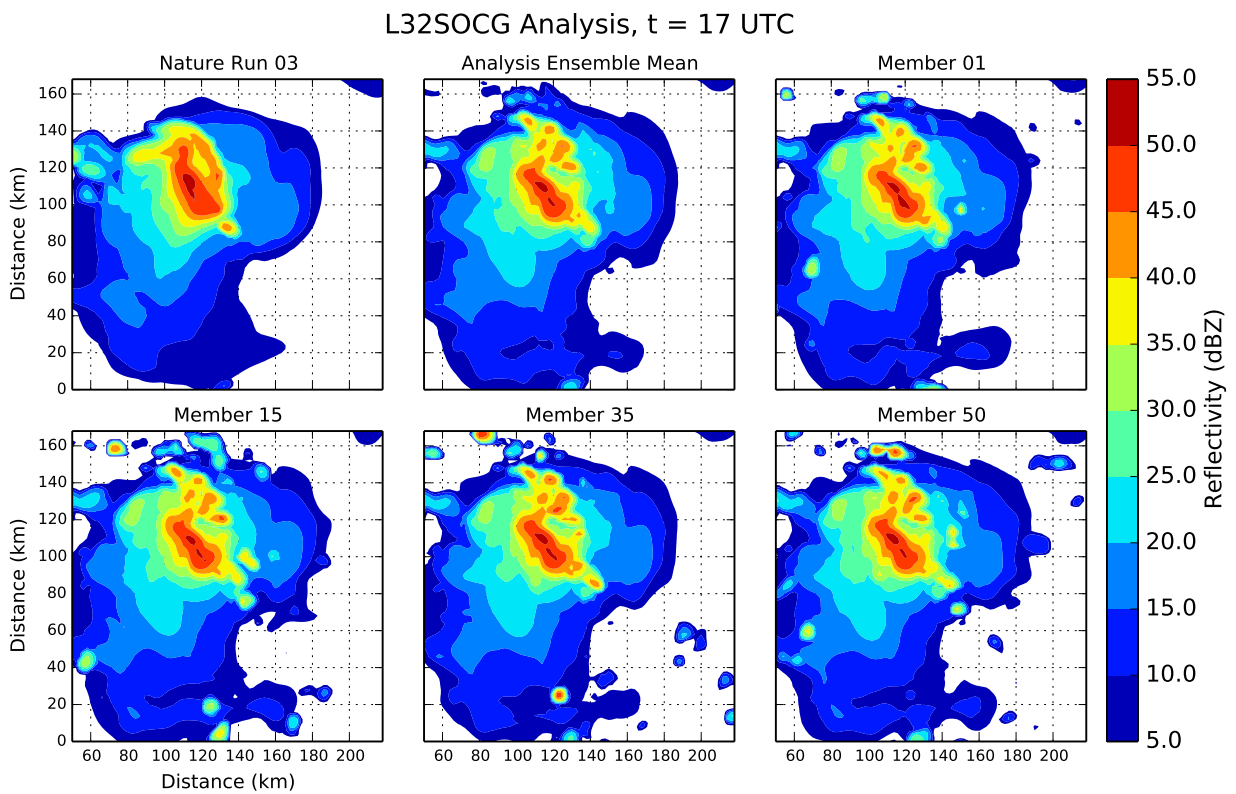 L32SOCG Analysis, t = 17 UTC
Nature Run 03
Analysis Ensemble Mean
Member 01
160
140
120
100
80
60
40
20
0
Distance (km)
55.0
50.0
45.0
40.0
35.0
30.0
25.0
20.0
15.0
10.0
5.0
Reflectivity (dBZ)
Member 15
Member 35
Member 50
160
140
120
100
80
60
40
20
0
Distance (km)
60 80 100 120 140 160 180 200
60 80 100 120 140 160 180 200
60 80 100 120 140 160 180 200
Distance (km)